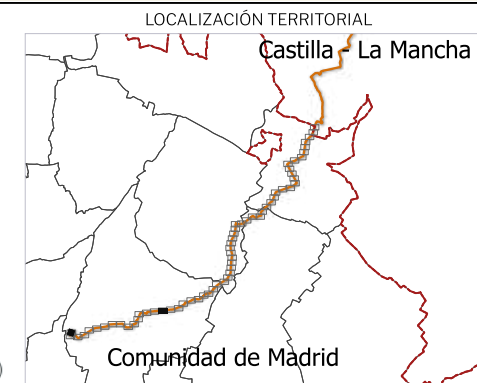 LOCALIZACIÓN TERRITORIAL
Castilla - La Mancha
Comunidad de Madrid